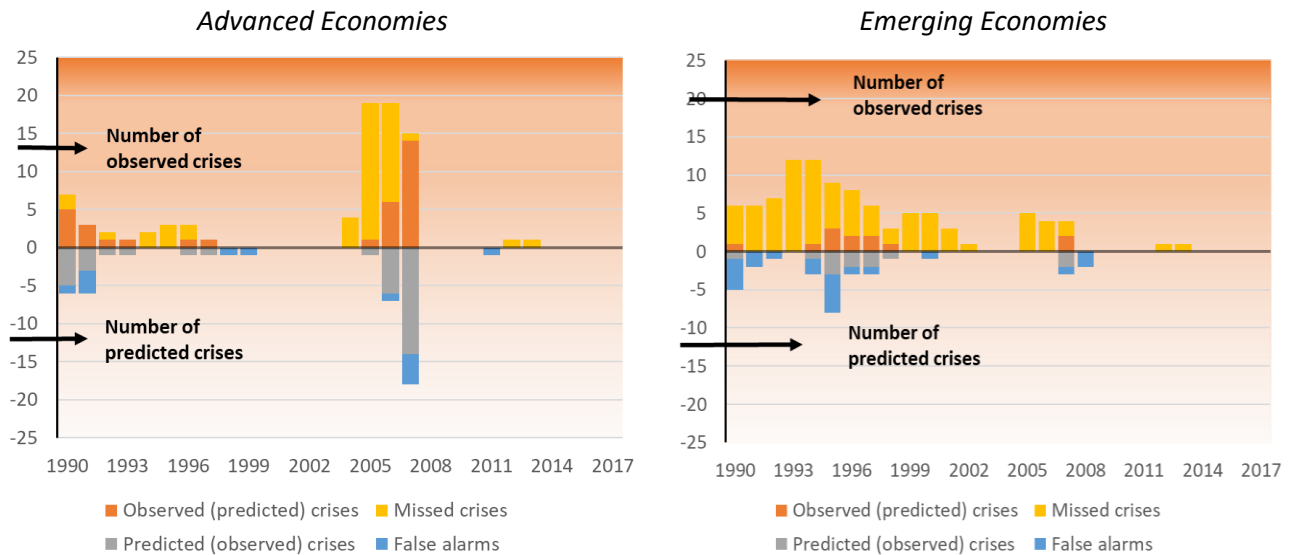 Advanced Economies
25
20
15
10
5
0
-5
-10
-15
-20
-25
Number of
observed crises
Number of
predicted crises
1990 1993 1996 1999 2002 2005 2008 2011 2014 2017
Observed (predicted) crises Missed crises
Predicted (observed) crises False alarms
Emerging Economies
25
20
15
10
5
0
-5
-10
-15
-20
-25
Number of
observed crises
Number of
predicted crises
1990 1993 1996 1999 2002 2005 2008 2011 2014 2017
Observed (predicted) crises Missed crises
Predicted (observed) crises False alarms